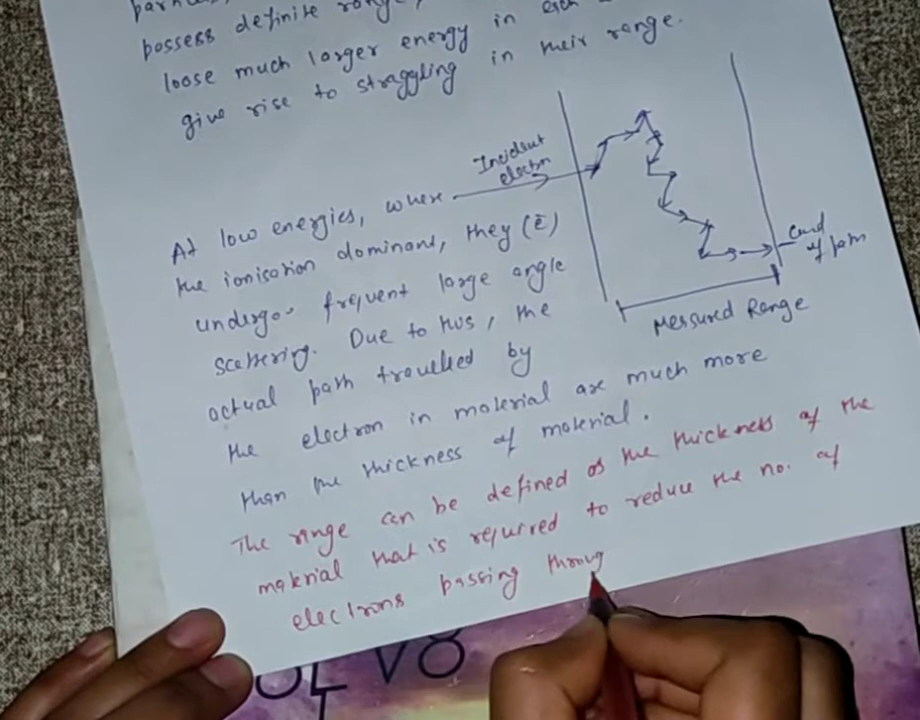 possess definite range,
loose much larger energy in each
give rise to straggling in their range.
Incident
electrn
At low energies, where
the ionisation dominant, they (ē)
undergo frequent large angle
scattering. Due to this, the
actual path travelled by
the electron in material are much more
than the thickness of material.
end
of path
Messured Range
The range can be defined as the thickness of the
material that is required to reduce the no. of
electrons passing throug
V8